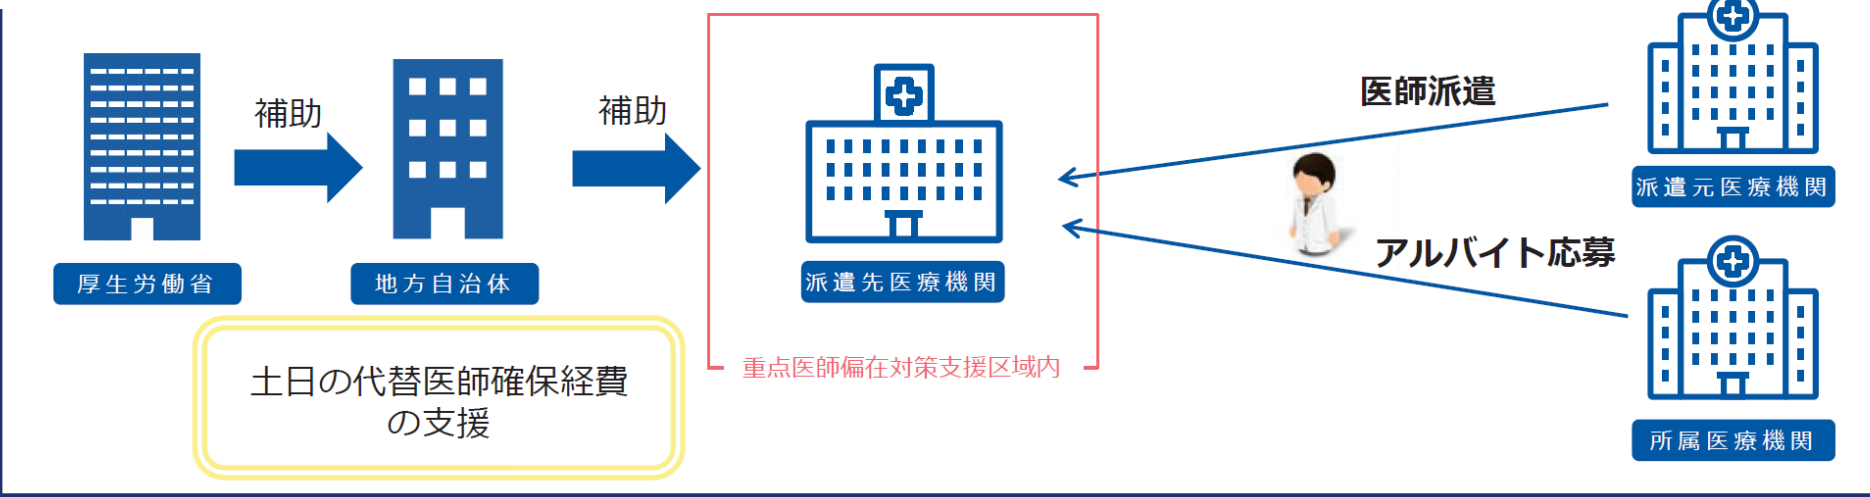 補助
補助
医師派遣
派遣元医療機関
アルバイト応募
厚生労働省
地方自治体
派遣先医療機関
重点医師偏在対策支援区域内
土日の代替医師確保経費
の支援
所属医療機関